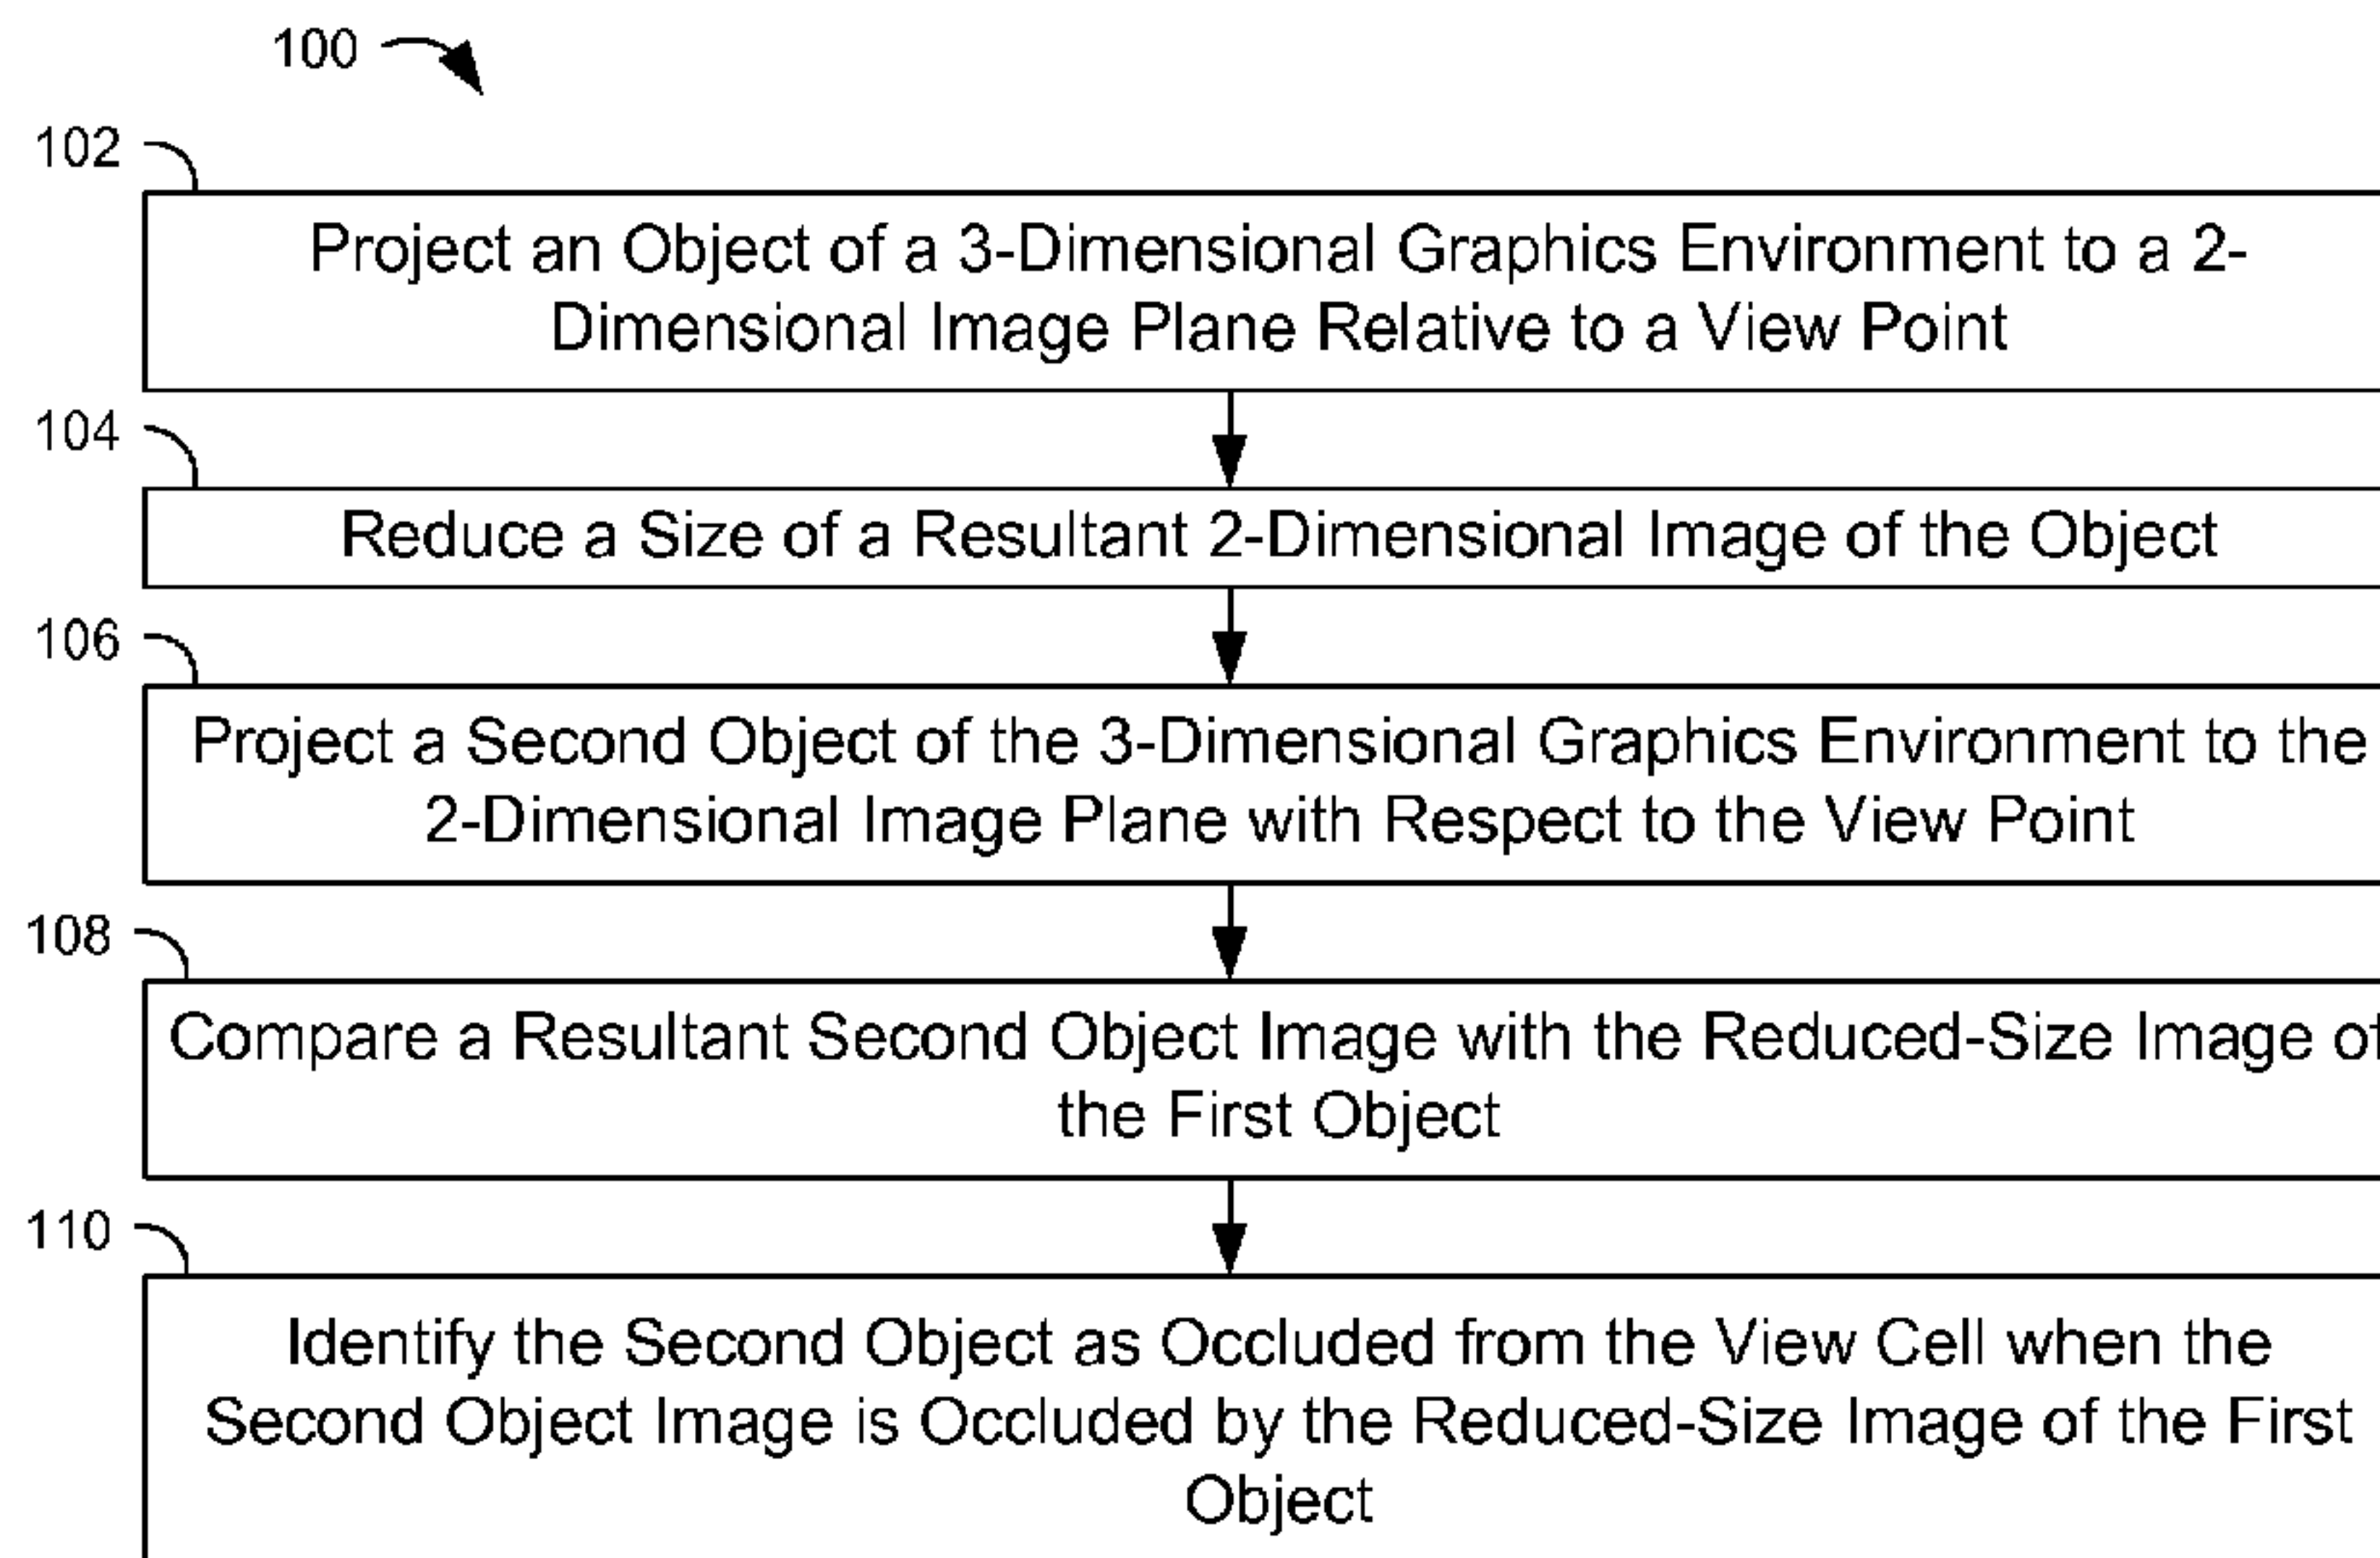 100
102
Project an Object of a 3-Dimensional Graphics Environment to a 2-
Dimensional Image Plane Relative to a View Point
104
Reduce a Size of a Resultant 2-Dimensional Image of the Object
106
Project a Second Object of the 3-Dimensional Graphics Environment to the
2-Dimensional Image Plane with Respect to the View Point
108
Compare a Resultant Second Object Image with the Reduced-Size Image of
the First Object
110
Identify the Second Object as Occluded from the View Cell when the
Second Object Image is Occluded by the Reduced-Size Image of the First
Object